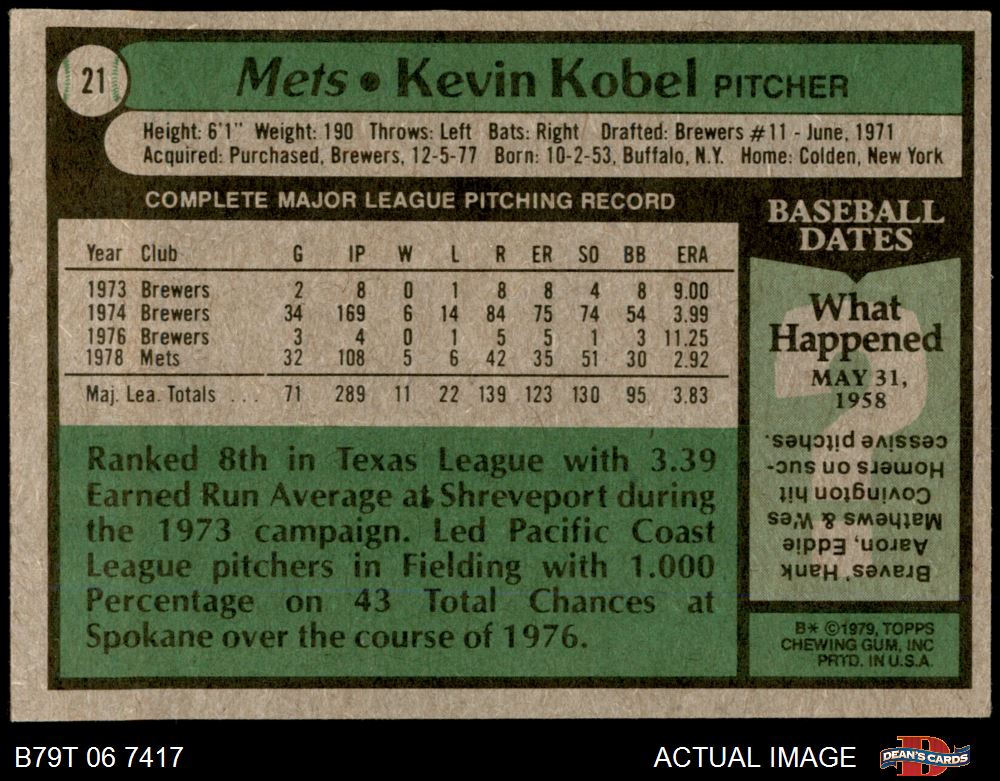 21
Mets • Kevin Kobel PITCHER
Height: 6'1" Weight: 190 Throws: Left Bats: Right Drafted: Brewers #11 - June, 1971
Acquired: Purchased, Brewers, 12-5-77 Born: 10-2-53, Buffalo, N.Y. Home: Colden, New York
COMPLETE MAJOR LEAGUE PITCHING RECORD
Year Club G IP W L R ER SO BB ERA
1973 Brewers 2 8 0 1 8 8 4 8 9.00
1974 Brewers 34 169 6 14 84 75 74 54 3.99
1976 Brewers 3 4 0 1 5 5 1 3 11.25
1978 Mets 32 108 5 6 42 35 51 30 2.92
Maj. Lea. Totals ... 71 289 11 22 139 123 130 95 3.83
Ranked 8th in Texas League with 3.39
Earned Run Average at Shreveport during
the 1973 campaign. Led Pacific Coast
League pitchers in Fielding with 1.000
Percentage on 43 Total Chances at
Spokane over the course of 1976.
BASEBALL
DATES
What
Happened
MAY 31,
1958
Braves' Hank
Aaron, Eddie
Mathews & Wes
Covington hit
Homers on suc-
cessive pitches.
B* ©1979, TOPPS
CHEWING GUM, INC
PRTD. IN U.S.A.
B79T 06 7417
ACTUAL IMAGE
D
DEAN'S CARDS